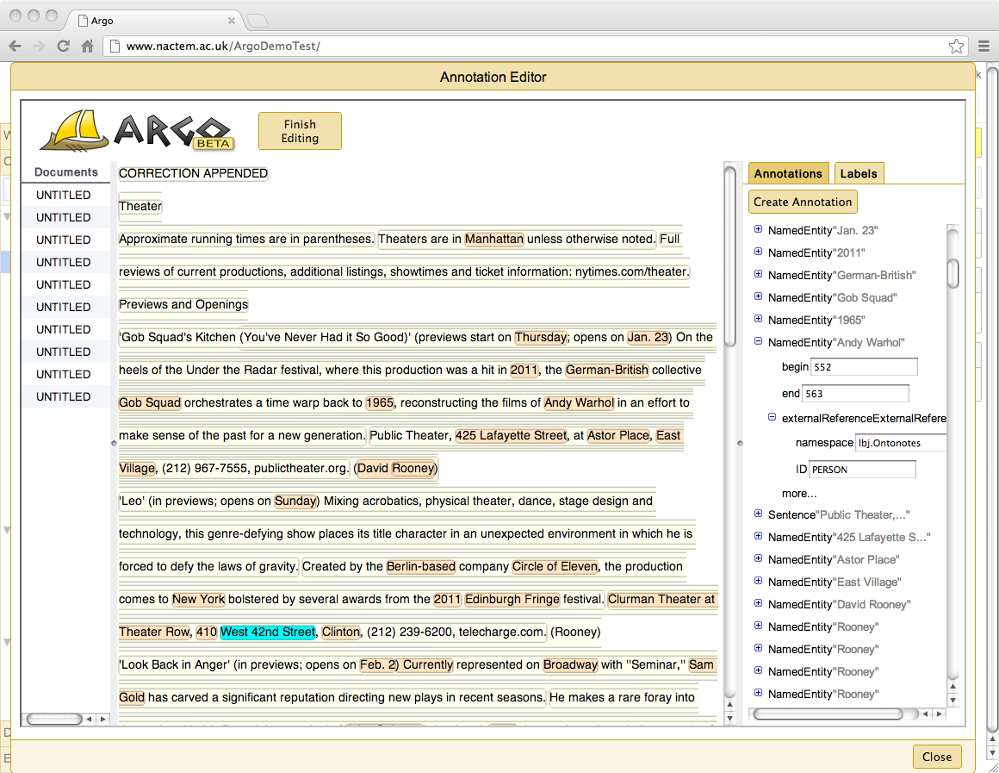 Argo
www.nactem.ac.uk/ArgoDemoTest/
Annotation Editor
ARGO
BETA
Finish
Editing
Documents
UNTITLED
UNTITLED
UNTITLED
UNTITLED
UNTITLED
UNTITLED
UNTITLED
UNTITLED
UNTITLED
UNTITLED
CORRECTION APPENDED
Theater
Approximate running times are in parentheses. Theaters are in Manhattan unless otherwise noted. Full
reviews of current productions, additional listings, showtimes and ticket information: nytimes.com/theater.
Previews and Openings
'Gob Squad's Kitchen (You've Never Had it So Good)' (previews start on Thursday; opens on Jan. 23) On the
heels of the Under the Radar festival, where this production was a hit in 2011, the German-British collective
Gob Squad orchestrates a time warp back to 1965, reconstructing the films of Andy Warhol in an effort to
make sense of the past for a new generation. Public Theater, 425 Lafayette Street, at Astor Place, East
Village, (212) 967-7555, publictheater.org. (David Rooney)
'Leo' (in previews; opens on Sunday) Mixing acrobatics, physical theater, dance, stage design and
technology, this genre-defying show places its title character in an unexpected environment in which he is
forced to defy the laws of gravity. Created by the Berlin-based company Circle of Eleven, the production
comes to New York bolstered by several awards from the 2011 Edinburgh Fringe festival. Clurman Theater at
Theater Row, 410 West 42nd Street, Clinton, (212) 239-6200, telecharge.com. (Rooney)
'Look Back in Anger' (in previews; opens on Feb. 2) Currently represented on Broadway with "Seminar," Sam
Gold has carved a significant reputation directing new plays in recent seasons. He makes a rare foray into
Annotations
Labels
Create Annotation
NamedEntity"Jan. 23"
NamedEntity"2011"
NamedEntity"German-British"
NamedEntity"Gob Squad"
NamedEntity"1965"
NamedEntity"Andy Warhol"
begin 552
end 563
externalReferenceExternalRefere
namespace lbj.Ontonotes
ID PERSON
more...
Sentence"Public Theater,..."
NamedEntity"425 Lafayette S..."
NamedEntity"Astor Place"
NamedEntity"East Village"
NamedEntity"David Rooney"
NamedEntity"Rooney"
NamedEntity"Rooney"
NamedEntity"Rooney"
NamedEntity"Rooney"
Close